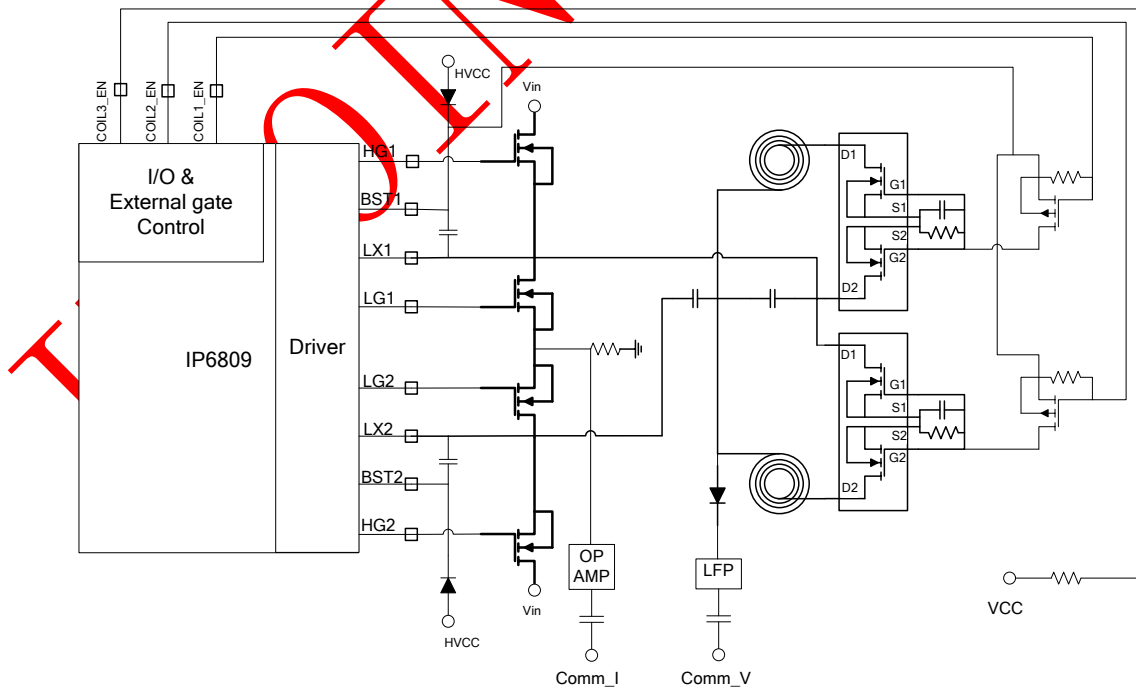 COIL3_EN
COIL2_EN
COIL1_EN
I/O &
External gate
Control
IP6809
Driver
HG1
BST1
LX1
LG1
LG2
LX2
BST2
HG2
HVCC
Vin
HVCC
Vin
OP
AMP
Comm_I
LFP
Comm_V
D1
G1
S1
S2
G2
D2
D1
G1
S1
S2
G2
D2
VCC